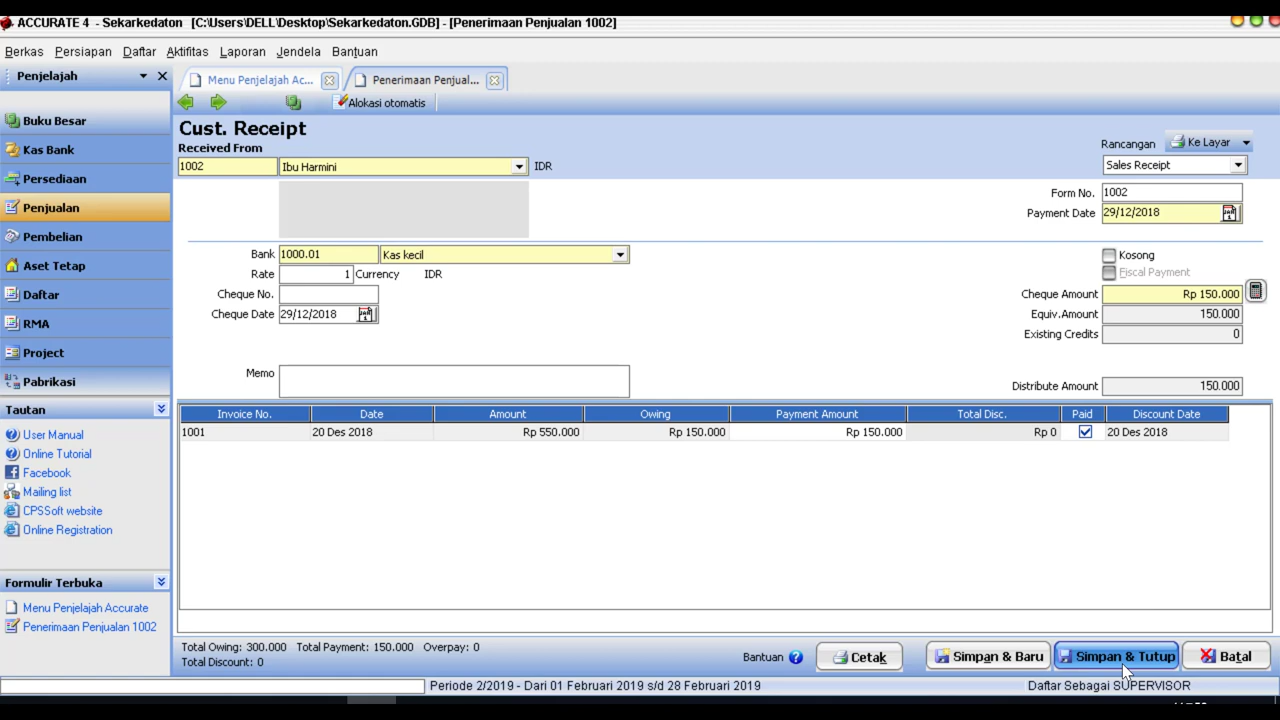 ACCURATE 4 - Sekarkedaton [C:\Users\DELL\Desktop\Sekarkedaton.GDB] - [Penerimaan Penjualan 1002]
Berkas Persiapan Daftar Aktifitas Laporan Jendela Bantuan
Penjelajah
Menu Penjelajah Ac...
Penerimaan Penjual...
Alokasi otomatis
Buku Besar
Kas Bank
Persediaan
Penjualan
Pembelian
Aset Tetap
Daftar
RMA
Project
Pabrikasi
Tautan
User Manual
Online Tutorial
Facebook
Mailing list
CPSSoft website
Online Registration
Formulir Terbuka
Menu Penjelajah Accurate
Penerimaan Penjualan 1002
Cust. Receipt
Received From
1002 Ibu Harmini IDR
Rancangan Ke Layar
Sales Receipt
Form No. 1002
Payment Date 29/12/2018
Bank 1000.01 Kas kecil
Rate 1 Currency IDR
Cheque No.
Cheque Date 29/12/2018
Memo
Kosong
Fiscal Payment
Cheque Amount Rp 150.000
Equiv.Amount 150.000
Existing Credits 0
Distribute Amount 150.000
Invoice No. Date Amount Owing Payment Amount Total Disc. Paid Discount Date
1001 20 Des 2018 Rp 550.000 Rp 150.000 Rp 150.000 Rp 0 20 Des 2018
Total Owing: 300.000 Total Payment: 150.000 Overpay: 0
Total Discount: 0
Bantuan Cetak Simpan & Baru Simpan & Tutup Batal
Periode 2/2019 - Dari 01 Februari 2019 s/d 28 Februari 2019
Daftar Sebagai SUPERVISOR